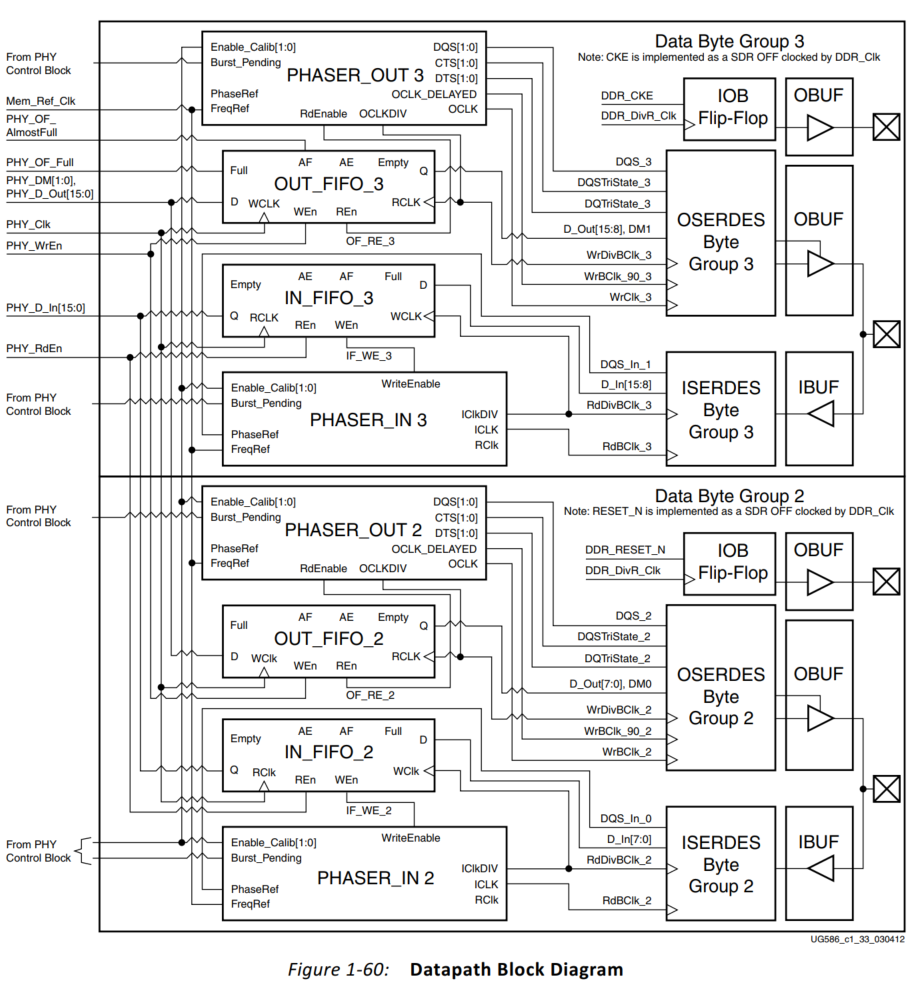 Data Byte Group 3
Note: CKE is implemented as a SDR OFF clocked by DDR_Clk
From PHY
Control Block
Mem_Ref_Clk
PHY_OF_
AlmostFull
PHY_OF_Full
PHY_DM[1:0],
PHY_D_Out[15:0]
PHY_Clk
PHY_WrEn
PHY_D_In[15:0]
PHY_RdEn
From PHY
Control Block
Enable_Calib[1:0]
Burst_Pending
PhaseRef
FreqRef
PHASER_OUT 3
RdEnable
OCLKDIV
DQS[1:0]
CTS[1:0]
DTS[1:0]
OCLK_DELAYED
OCLK
DDR_CKE
DDR_DivR_Clk
IOB
Flip-Flop
OBUF
Full
AF
AE
Empty
Q
OUT_FIFO_3
D
WCLK
WEn
REn
RCLK
OF_RE_3
DQS_3
DQSTriState_3
DQTriState_3
D_Out[15:8], DM1
WrDivBClk_3
WrBClk_90_3
WrClk_3
OSERDES
Byte
Group 3
OBUF
Empty
AE
AF
Full
D
IN_FIFO_3
Q
RCLK
REn
WEn
WCLK
IF_WE_3
WriteEnable
Enable_Calib[1:0]
Burst_Pending
PHASER_IN 3
PhaseRef
FreqRef
IClkDIV
ICLK
RClk
DQS_In_1
D_In[15:8]
RdDivBClk_3
RdBClk_3
ISERDES
Byte
Group 3
IBUF
Data Byte Group 2
Note: RESET_N is implemented as a SDR OFF clocked by DDR_Clk
From PHY
Control Block
Enable_Calib[1:0]
Burst_Pending
PHASER_OUT 2
PhaseRef
FreqRef
RdEnable
OCLKDIV
DQS[1:0]
CTS[1:0]
DTS[1:0]
OCLK_DELAYED
OCLK
DDR_RESET_N
DDR_DivR_Clk
IOB
Flip-Flop
OBUF
Full
AF
AE
Empty
Q
OUT_FIFO_2
D
WClk
WEn
REn
RCLK
OF_RE_2
DQS_2
DQSTriState_2
DQTriState_2
D_Out[7:0], DM0
WrDivBClk_2
WrBClk_90_2
WrBClk_2
OSERDES
Byte
Group 2
OBUF
Empty
AE
AF
Full
D
IN_FIFO_2
Q
RClk
REn
WEn
WClk
IF_WE_2
From PHY
Control Block
WriteEnable
Enable_Calib[1:0]
Burst_Pending
PHASER_IN 2
PhaseRef
FreqRef
IClkDIV
ICLK
RClk
DQS_In_0
D_In[7:0]
RdDivBClk_2
RdBClk_2
ISERDES
Byte
Group 2
IBUF
UG586_c1_33_030412
Figure 1-60: Datapath Block Diagram